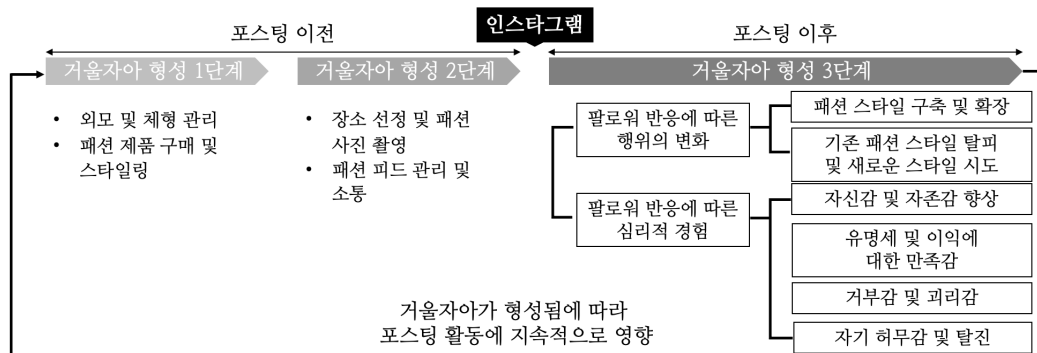 인스타그램
포스팅 이전
포스팅 이후
거울자아 형성 1단계
거울자아 형성 2단계
거울자아 형성 3단계
• 외모 및 체형 관리
• 패션 제품 구매 및
스타일링
• 장소 선정 및 패션
사진 촬영
• 패션 피드 관리 및
소통
팔로워 반응에 따른
행위의 변화
패션 스타일 구축 및 확장
기존 패션 스타일 탈피
및 새로운 스타일 시도
팔로워 반응에 따른
심리적 경험
자신감 및 자존감 향상
유명세 및 이익에
대한 만족감
거부감 및 괴리감
자기 허무감 및 탈진
거울자아가 형성됨에 따라
포스팅 활동에 지속적으로 영향